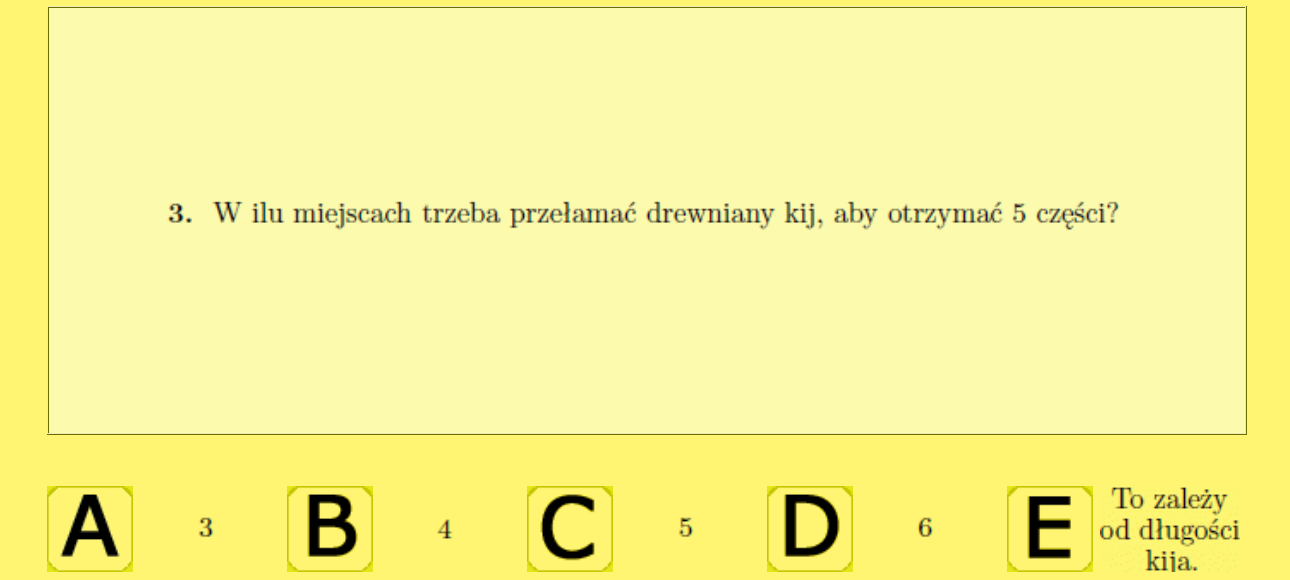 3. W ilu miejscach trzeba przełamać drewniany kij, aby otrzymać 5 części?
A 3 B 4 C 5 D 6 E To zależy
od długości
kija.